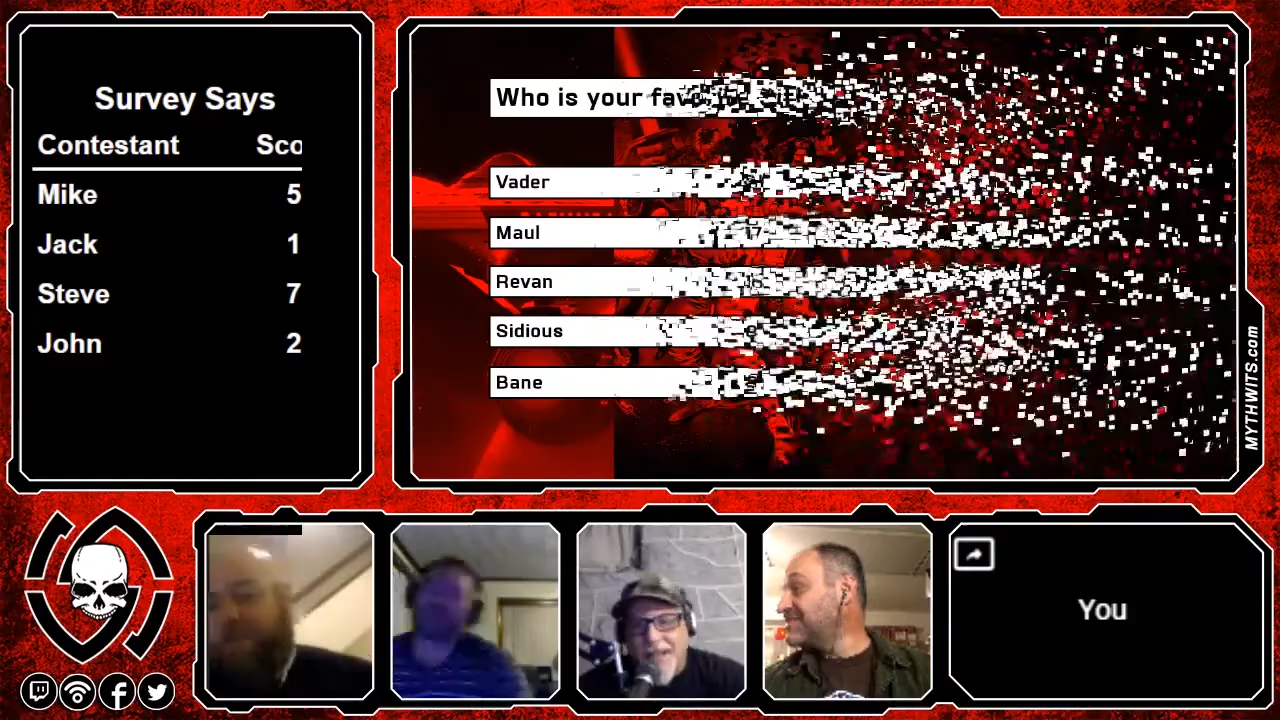 Survey Says
Contestant Sco
Mike 5
Jack 1
Steve 7
John 2
Who is your favo
Vader
Maul
Revan
Sidious
Bane
MYTHWITS.com
You